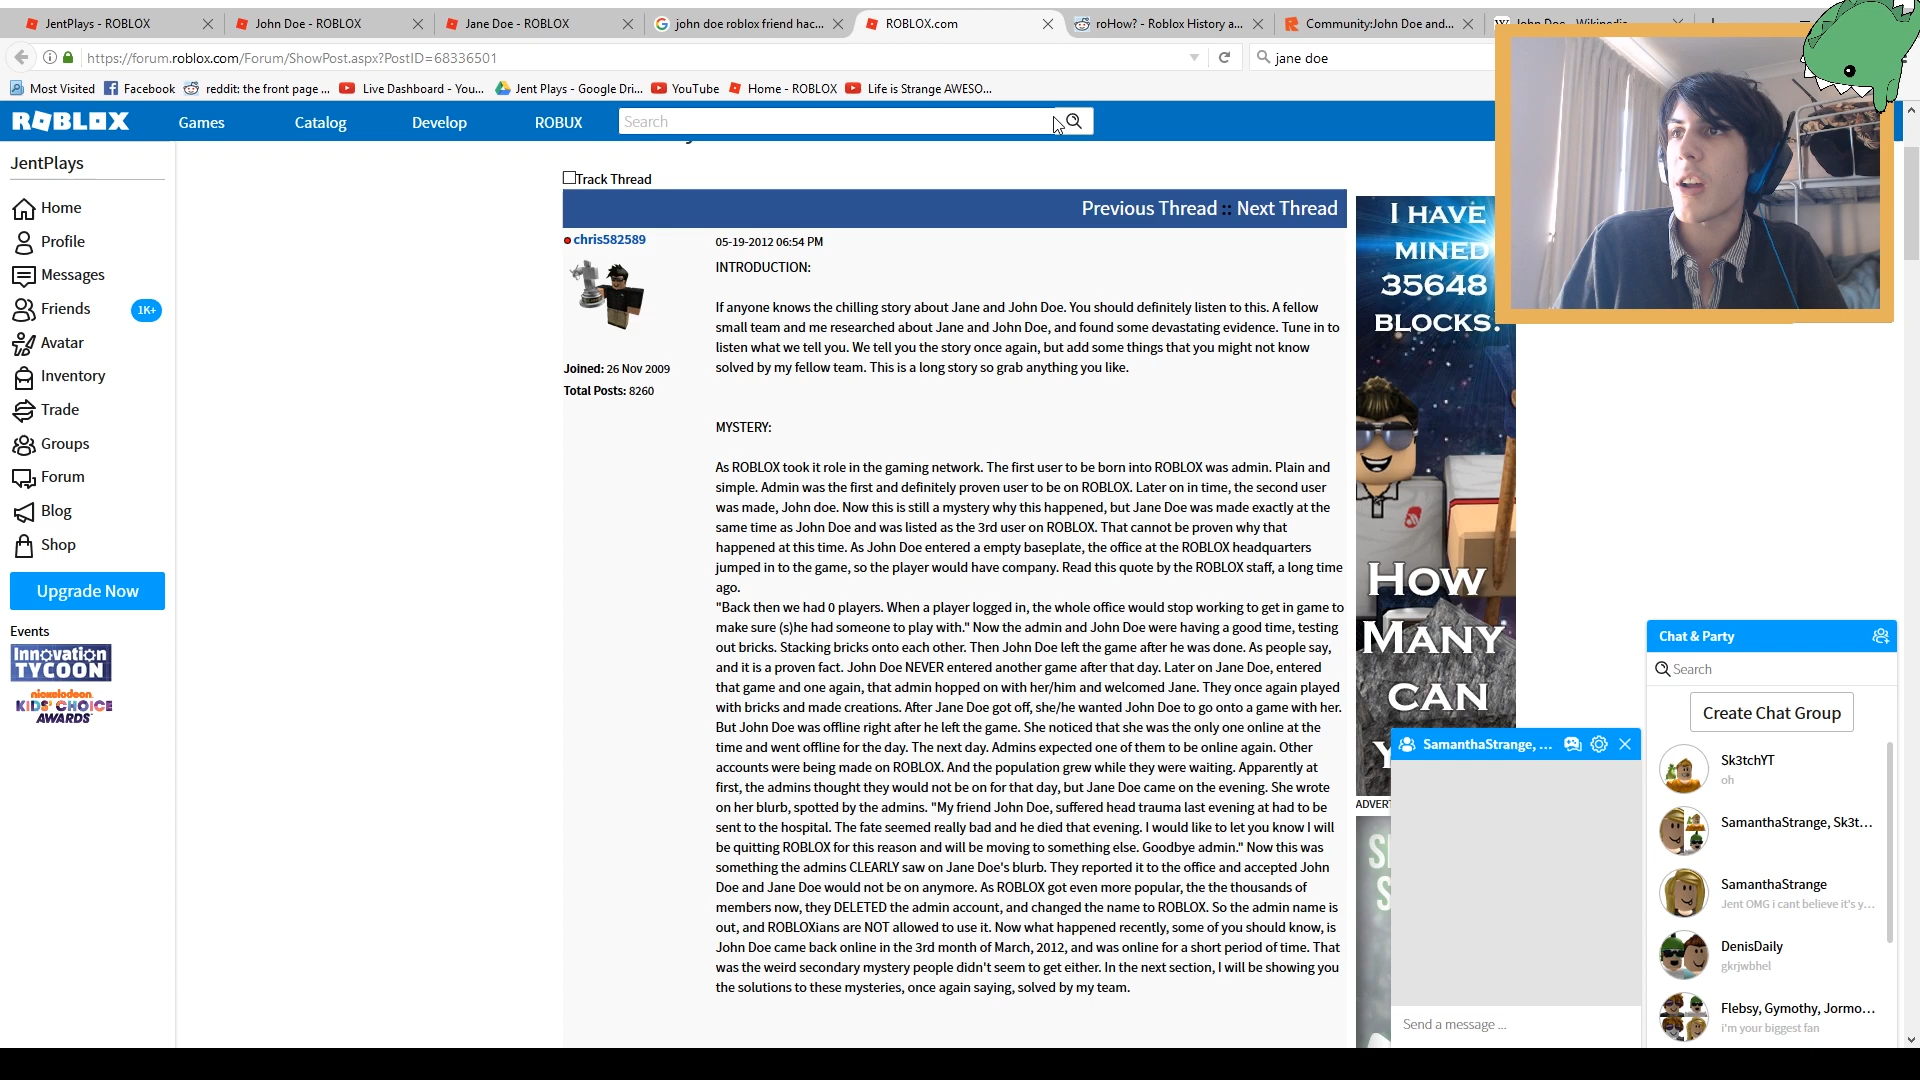 JentPlays - ROBLOX
John Doe - ROBLOX
Jane Doe - ROBLOX
john doe roblox friend hac...
ROBLOX.com
roHow? - Roblox History a...
Community:John Doe and...
John Doe - Wikipedia
https://forum.roblox.com/Forum/ShowPost.aspx?PostID=68336501
jane doe
Most Visited
Facebook
reddit: the front page ...
Live Dashboard - You...
Jent Plays - Google Dri...
YouTube
Home - ROBLOX
Life is Strange AWESO...
ROBLOX
Games
Catalog
Develop
ROBUX
Search
JentPlays
Home
Profile
Messages
Friends
1K+
Avatar
Inventory
Trade
Groups
Forum
Blog
Shop
Upgrade Now
Events
Innovation
TYCOON
nickelodeon
KIDS' CHOICE
AWARDS
Track Thread
Previous Thread :: Next Thread
chris582589
Joined: 26 Nov 2009
Total Posts: 8260
05-19-2012 06:54 PM
INTRODUCTION:
If anyone knows the chilling story about Jane and John Doe. You should definitely listen to this. A fellow
small team and me researched about Jane and John Doe, and found some devastating evidence. Tune in to
listen what we tell you. We tell you the story once again, but add some things that you might not know
solved by my fellow team. This is a long story so grab anything you like.
MYSTERY:
As ROBLOX took it role in the gaming network. The first user to be born into ROBLOX was admin. Plain and
simple. Admin was the first and definitely proven user to be on ROBLOX. Later on in time, the second user
was made, John doe. Now this is still a mystery why this happened, but Jane Doe was made exactly at the
same time as John Doe and was listed as the 3rd user on ROBLOX. That cannot be proven why that
happened at this time. As John Doe entered a empty baseplate, the office at the ROBLOX headquarters
jumped in to the game, so the player would have company. Read this quote by the ROBLOX staff, a long time
ago.
"Back then we had 0 players. When a player logged in, the whole office would stop working to get in game to
make sure (s)he had someone to play with." Now the admin and John Doe were having a good time, testing
out bricks. Stacking bricks onto each other. Then John Doe left the game after he was done. As people say,
and it is a proven fact. John Doe NEVER entered another game after that day. Later on Jane Doe, entered
that game and one again, that admin hopped on with her/him and welcomed Jane. They once again played
with bricks and made creations. After Jane Doe got off, she/he wanted John Doe to go onto a game with her.
But John Doe was offline right after he left the game. She noticed that she was the only one online at the
time and went offline for the day. The next day. Admins expected one of them to be online again. Other
accounts were being made on ROBLOX. And the population grew while they were waiting. Apparently at
first, the admins thought they would not be on for that day, but Jane Doe came on the evening. She wrote
on her blurb, spotted by the admins. "My friend John Doe, suffered head trauma last evening at had to be
sent to the hospital. The fate seemed really bad and he died that evening. I would like to let you know I will
be quitting ROBLOX for this reason and will be moving to something else. Goodbye admin." Now this was
something the admins CLEARLY saw on Jane Doe's blurb. They reported it to the office and accepted John
Doe and Jane Doe would not be on anymore. As ROBLOX got even more popular, the the thousands of
members now, they DELETED the admin account, and changed the name to ROBLOX. So the admin name is
out, and ROBLOXians are NOT allowed to use it. Now what happened recently, some of you should know, is
John Doe came back online in the 3rd month of March, 2012, and was online for a short period of time. That
was the weird secondary mystery people didn't seem to get either. In the next section, I will be showing you
the solutions to these mysteries, once again saying, solved by my team.
I HAVE
MINED
35648
BLOCKS!
HOW
MANY
CAN
ADVERT
Chat & Party
Search
Create Chat Group
Sk3tchYT
oh
SamanthaStrange, Sk3t...
SamanthaStrange
Jent OMG i cant believe it's y...
DenisDaily
gkrjwbhel
Flebsy, Gymothy, Jormo...
i'm your biggest fan
SamanthaStrange, ...
Send a message ...